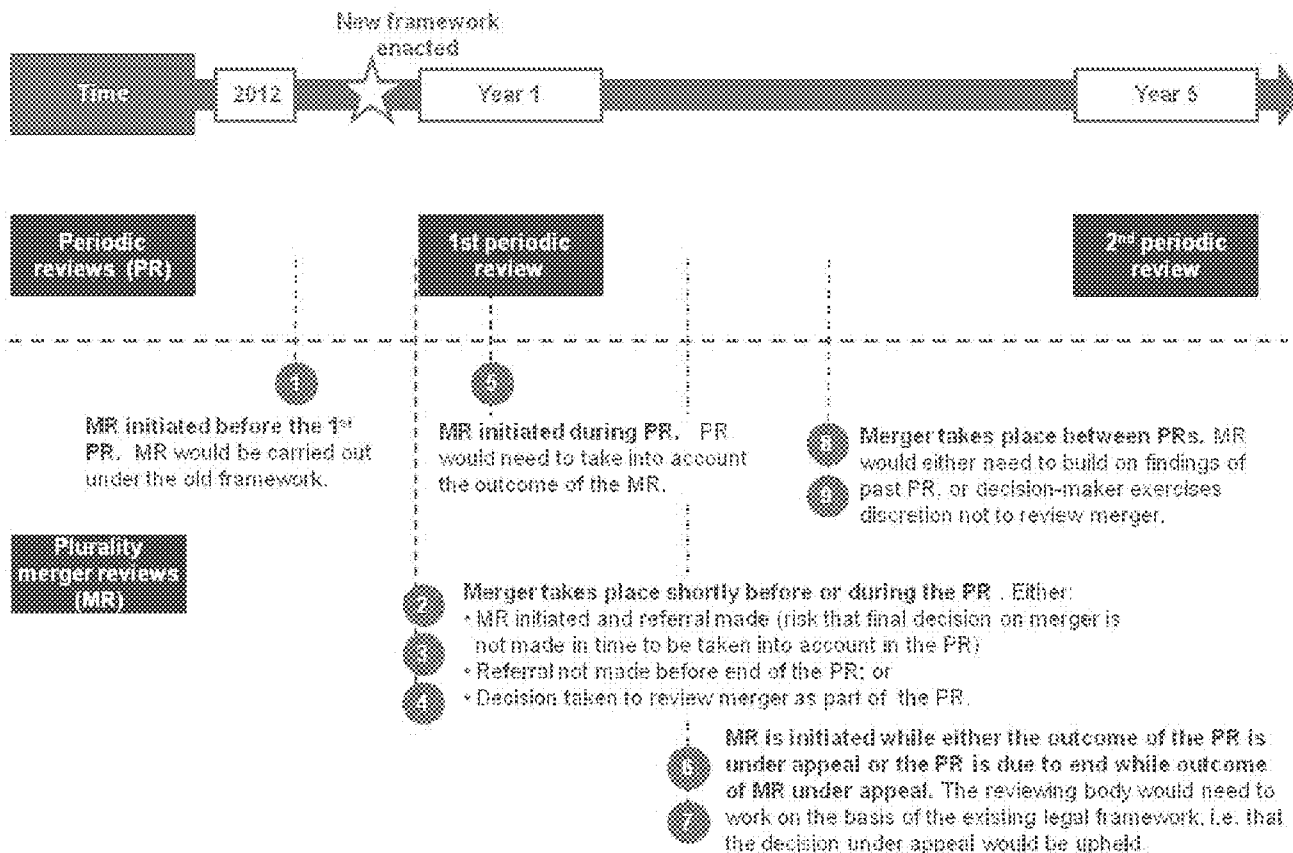 New framework
enacted
Time
2012
Year 1
Year 5
Periodic
reviews (PR)
1st periodic
review
2nd periodic
review
1
MR initiated before the 1st
PR. MR would be carried out
under the old framework.
5
MR initiated during PR. PR
would need to take into account
the outcome of the MR.
8
9
Merger takes place between PRs. MR
would either need to build on findings of
past PR, or decision-maker exercises
discretion not to review merger.
Plurality
merger reviews
(MR)
2
3
4
Merger takes place shortly before or during the PR . Either:
• MR initiated and referral made (risk that final decision on merger is
not made in time to be taken into account in the PR)
• Referral not made before end of the PR; or
• Decision taken to review merger as part of the PR.
6
7
MR is initiated while either the outcome of the PR is
under appeal or the PR is due to end while outcome
of MR under appeal. The reviewing body would need to
work on the basis of the existing legal framework, i.e. that
the decision under appeal would be upheld.